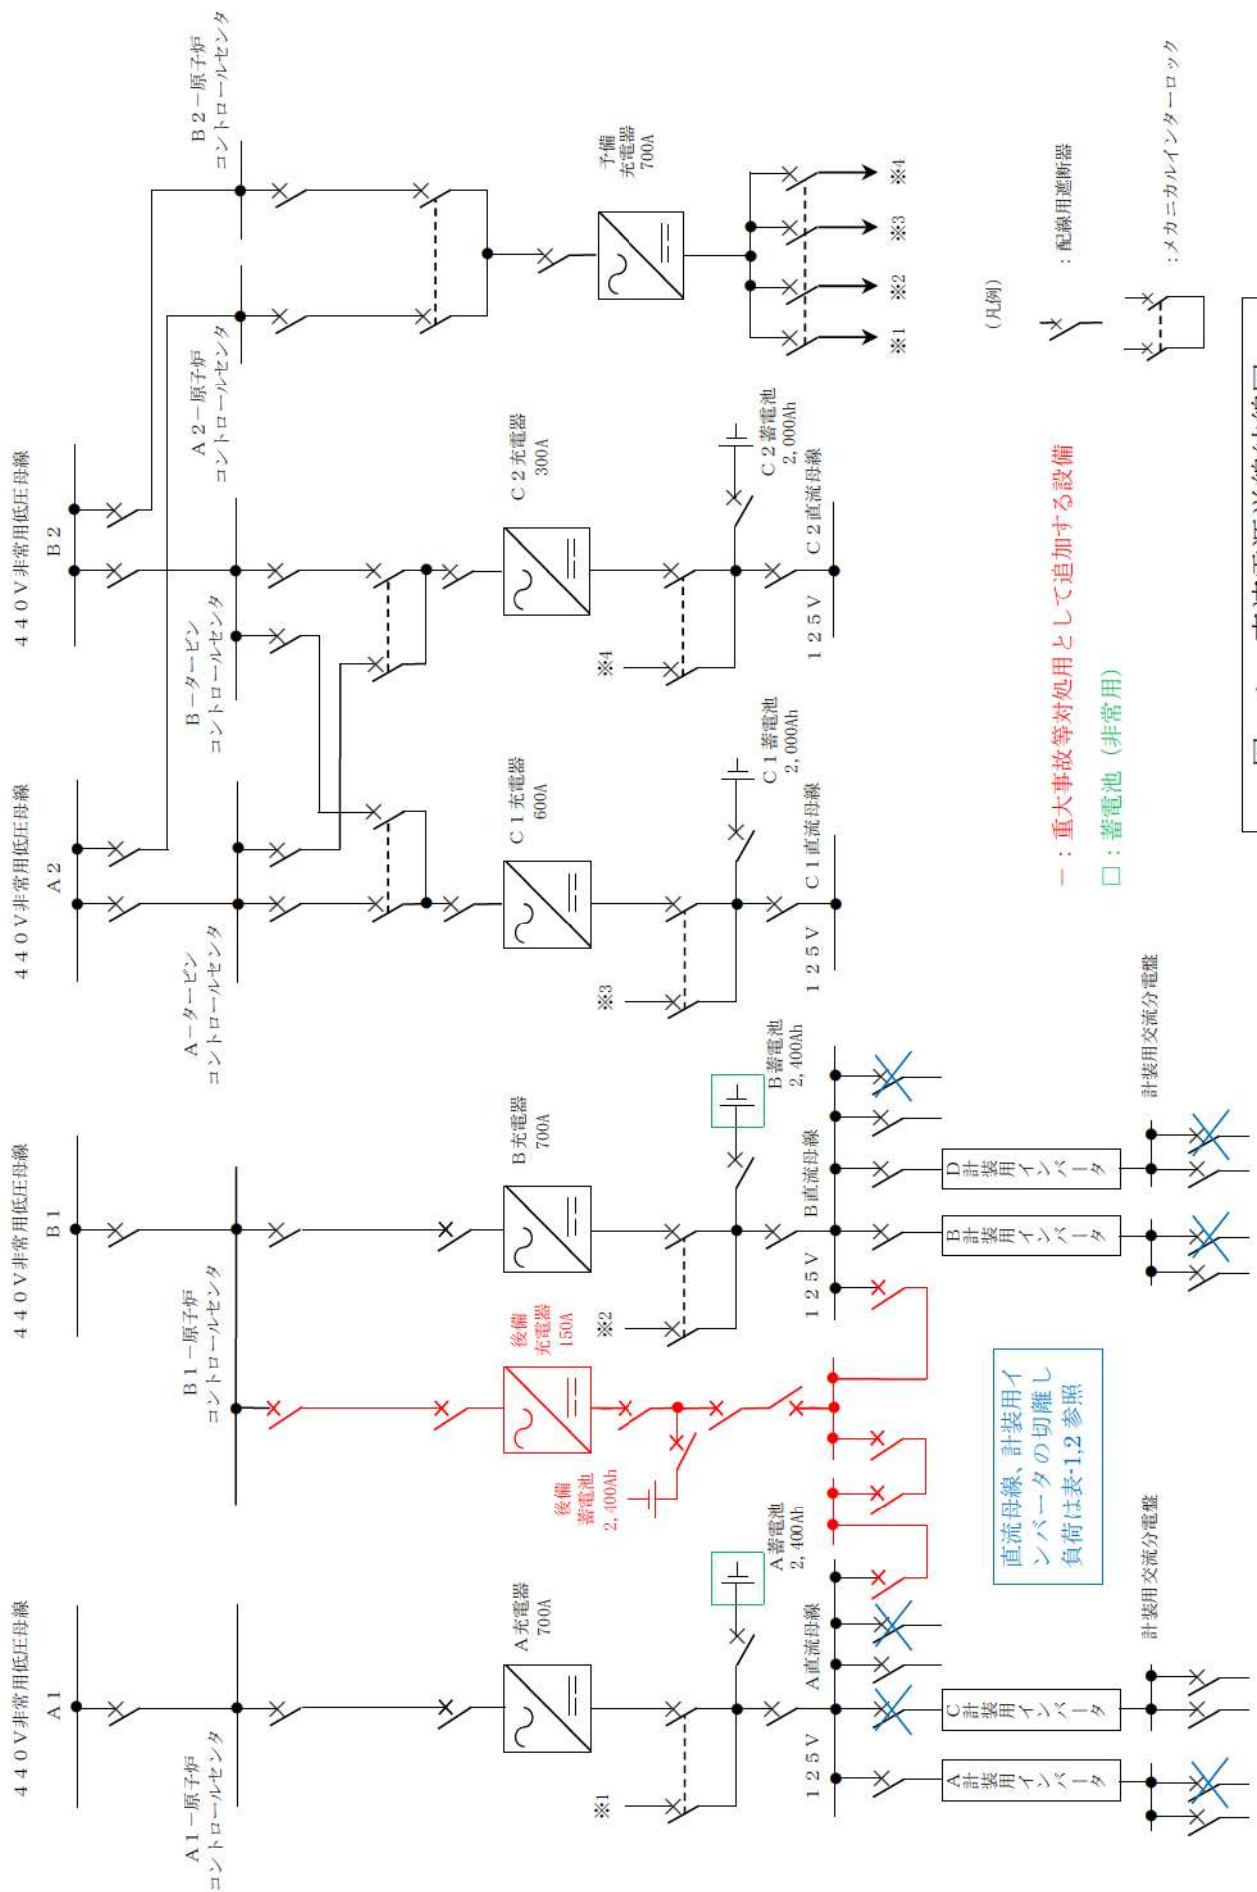 440V非常用低圧母線
A1
440V非常用低圧母線
B1
440V非常用低圧母線
A2
440V非常用低圧母線
B2
A1-原子炉
コントロールセンタ
B1-原子炉
コントロールセンタ
A-タービン
コントロールセンタ
B-タービン
コントロールセンタ
A2-原子炉
コントロールセンタ
B2-原子炉
コントロールセンタ
A充電器
700A
後備
充電器
150A
B充電器
700A
C1充電器
600A
C2充電器
300A
予備
充電器
700A
※1
※2
※3
※4
※1
※2
※3
※4
後備
蓄電池
2,400Ah
A蓄電池
2,400Ah
B蓄電池
2,400Ah
C1蓄電池
2,000Ah
C2蓄電池
2,000Ah
125V A直流母線
125V B直流母線
125V C1直流母線
125V C2直流母線
A
計装用
インバータ
C
計装用
インバータ
B
計装用
インバータ
D
計装用
インバータ
計装用交流分電盤
計装用交流分電盤
直流母線、計装用イ
ンバータの切離し
負荷は表-1,2 参照
(凡例)
:配線用遮断器
:メカニカルインターロック
―:重大事故等対処用として追加する設備
□:蓄電池(非常用)